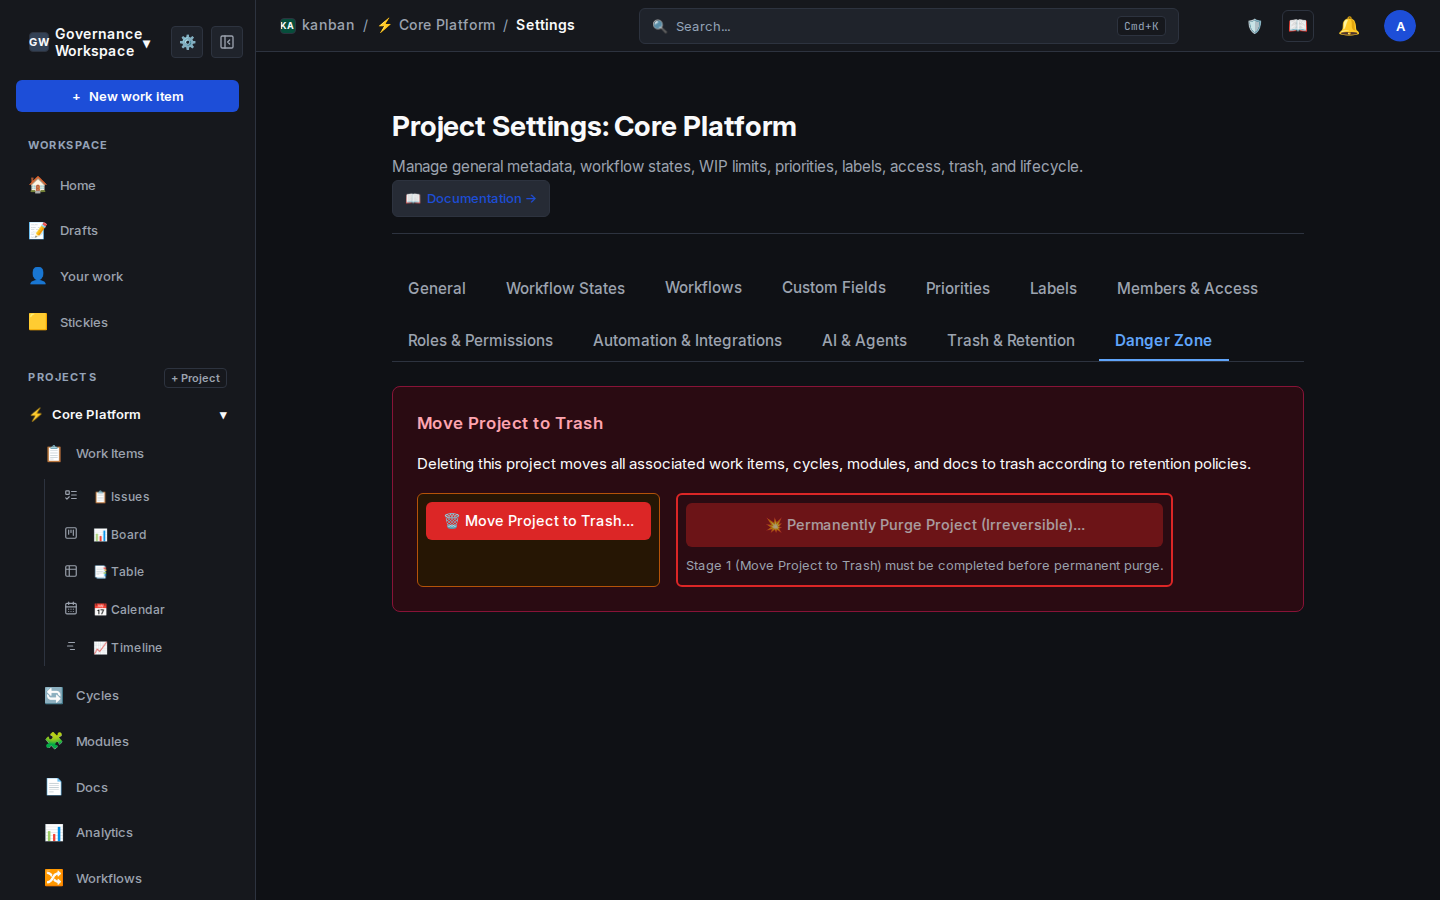 GW Governance Workspace ▾
+ New work item
WORKSPACE
Home
Drafts
Your work
Stickies
PROJECTS
+ Project
Core Platform ▾
Work Items
Issues
Board
Table
Calendar
Timeline
Cycles
Modules
Docs
Analytics
Workflows
KA kanban / Core Platform / Settings
Search...
Cmd+K
A
Project Settings: Core Platform
Manage general metadata, workflow states, WIP limits, priorities, labels, access, trash, and lifecycle.
Documentation →
General
Workflow States
Workflows
Custom Fields
Priorities
Labels
Members & Access
Roles & Permissions
Automation & Integrations
AI & Agents
Trash & Retention
Danger Zone
Move Project to Trash
Deleting this project moves all associated work items, cycles, modules, and docs to trash according to retention policies.
Move Project to Trash...
Permanently Purge Project (Irreversible)...
Stage 1 (Move Project to Trash) must be completed before permanent purge.